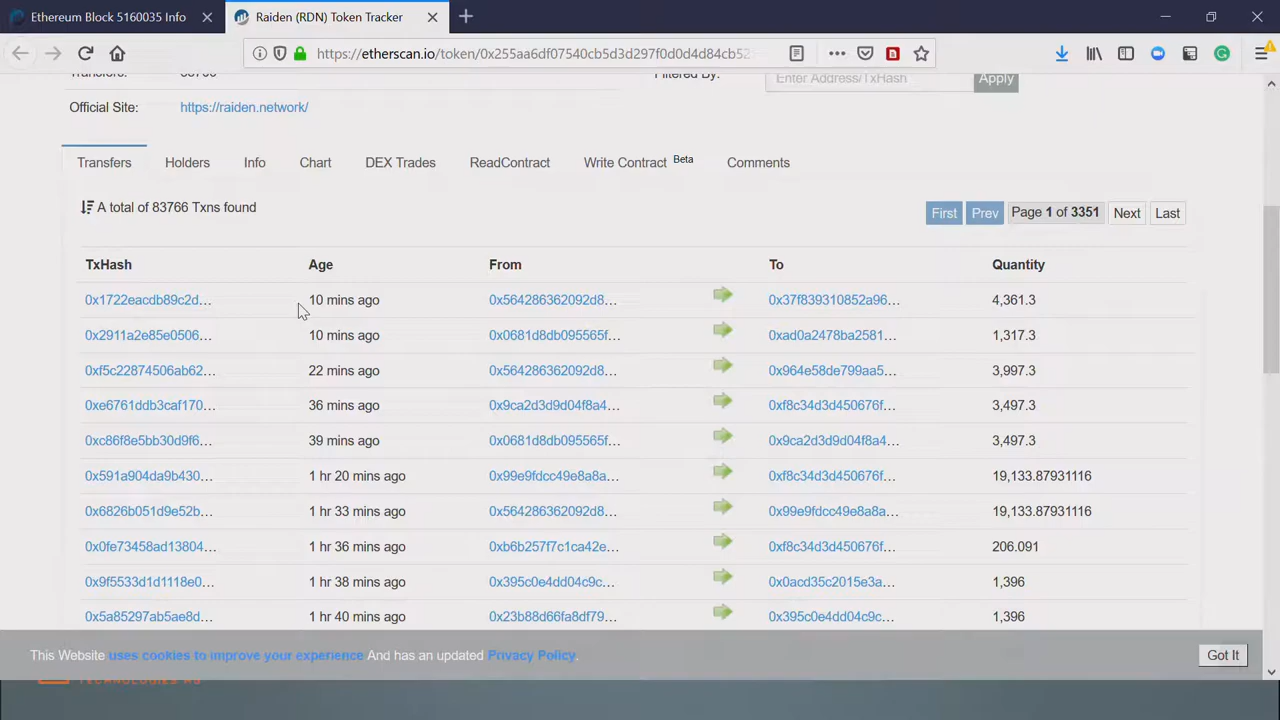 Ethereum Block 5160035 Info
Raiden (RDN) Token Tracker
https://etherscan.io/token/0x255aa6df07540cb5d3d297f0d0d4d84cb52
Filtered By:
Enter Address/TxHash
Apply
Official Site:
https://raiden.network/
Transfers
Holders
Info
Chart
DEX Trades
ReadContract
Write Contract Beta
Comments
A total of 83766 Txns found
First Prev Page 1 of 3351 Next Last
TxHash Age From To Quantity
0x1722eacdb89c2d... 10 mins ago 0x564286362092d8... 0x37f839310852a96... 4,361.3
0x2911a2e85e0506... 10 mins ago 0x0681d8db095565f... 0xad0a2478ba2581... 1,317.3
0xf5c22874506ab62... 22 mins ago 0x564286362092d8... 0x964e58de799aa5... 3,997.3
0xe6761ddb3caf170... 36 mins ago 0x9ca2d3d9d04f8a4... 0xf8c34d3d450676f... 3,497.3
0xc86f8e5bb30d9f6... 39 mins ago 0x0681d8db095565f... 0x9ca2d3d9d04f8a4... 3,497.3
0x591a904da9b430... 1 hr 20 mins ago 0x99e9fdcc49e8a8a... 0xf8c34d3d450676f... 19,133.87931116
0x6826b051d9e52b... 1 hr 33 mins ago 0x564286362092d8... 0x99e9fdcc49e8a8a... 19,133.87931116
0x0fe73458ad13804... 1 hr 36 mins ago 0xb6b257f7c1ca42e... 0xf8c34d3d450676f... 206.091
0x9f5533d1d1118e0... 1 hr 38 mins ago 0x395c0e4dd04c9c... 0x0acd35c2015e3a... 1,396
0x5a85297ab5ae8d... 1 hr 40 mins ago 0x23b88d66fa8df79... 0x395c0e4dd04c9c... 1,396
This Website uses cookies to improve your experience And has an updated Privacy Policy.
Got It